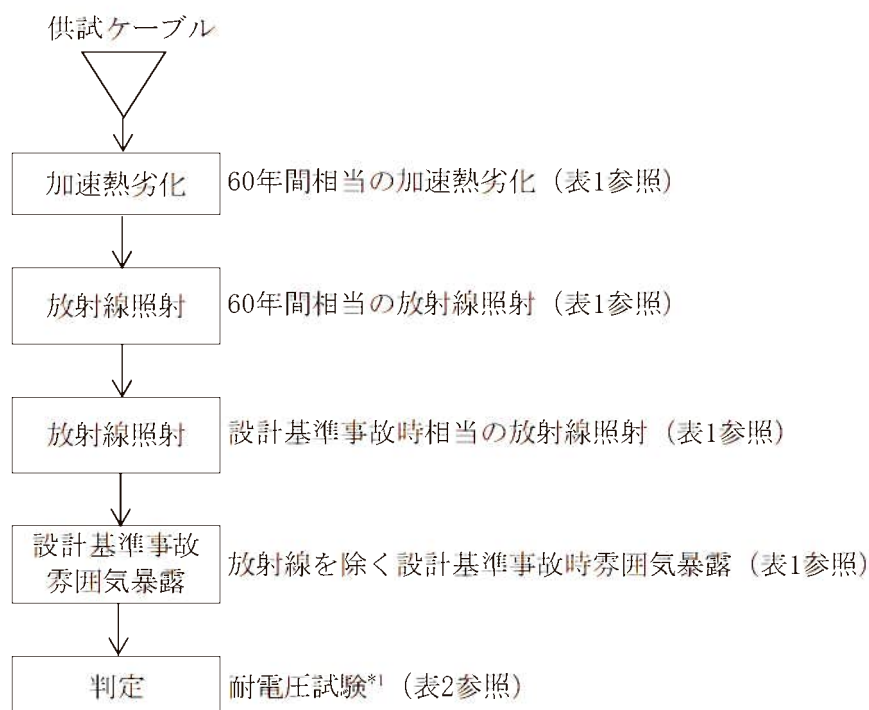 供試ケーブル
加速熱劣化 60年間相当の加速熱劣化（表1参照）
放射線照射 60年間相当の放射線照射（表1参照）
放射線照射 設計基準事故時相当の放射線照射（表1参照）
設計基準事故
雰囲気暴露 放射線を除く設計基準事故時雰囲気暴露（表1参照）
判定 耐電圧試験*1（表2参照）